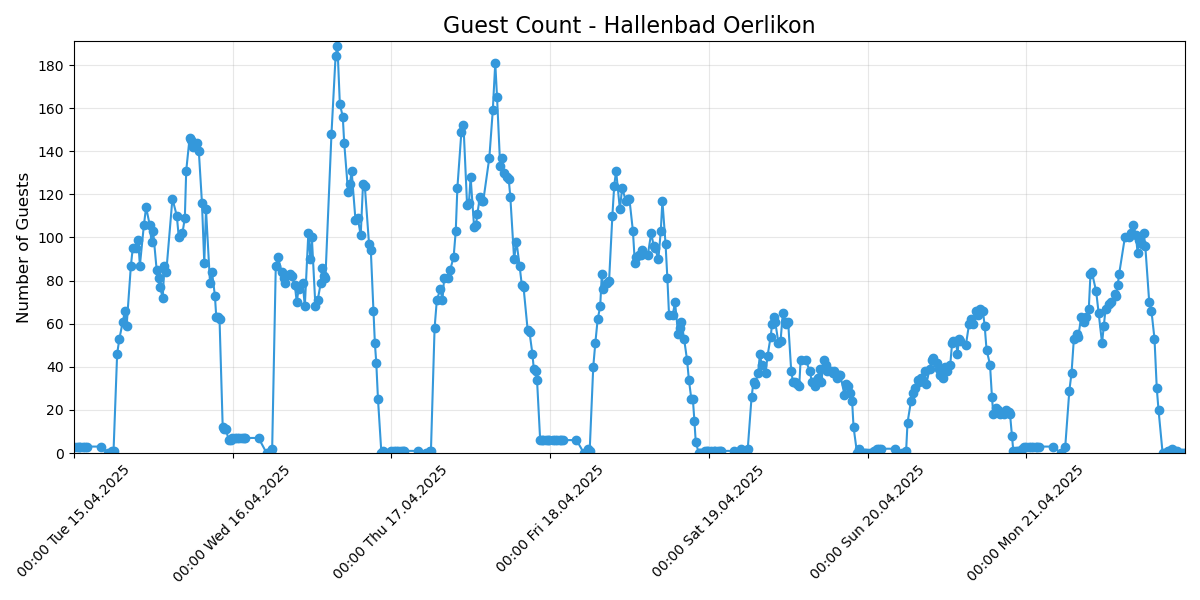 Guest Count - Hallenbad Oerlikon
Number of Guests
180
160
140
120
100
80
60
40
20
0
00:00 Tue 15.04.2025
00:00 Wed 16.04.2025
00:00 Thu 17.04.2025
00:00 Fri 18.04.2025
00:00 Sat 19.04.2025
00:00 Sun 20.04.2025
00:00 Mon 21.04.2025